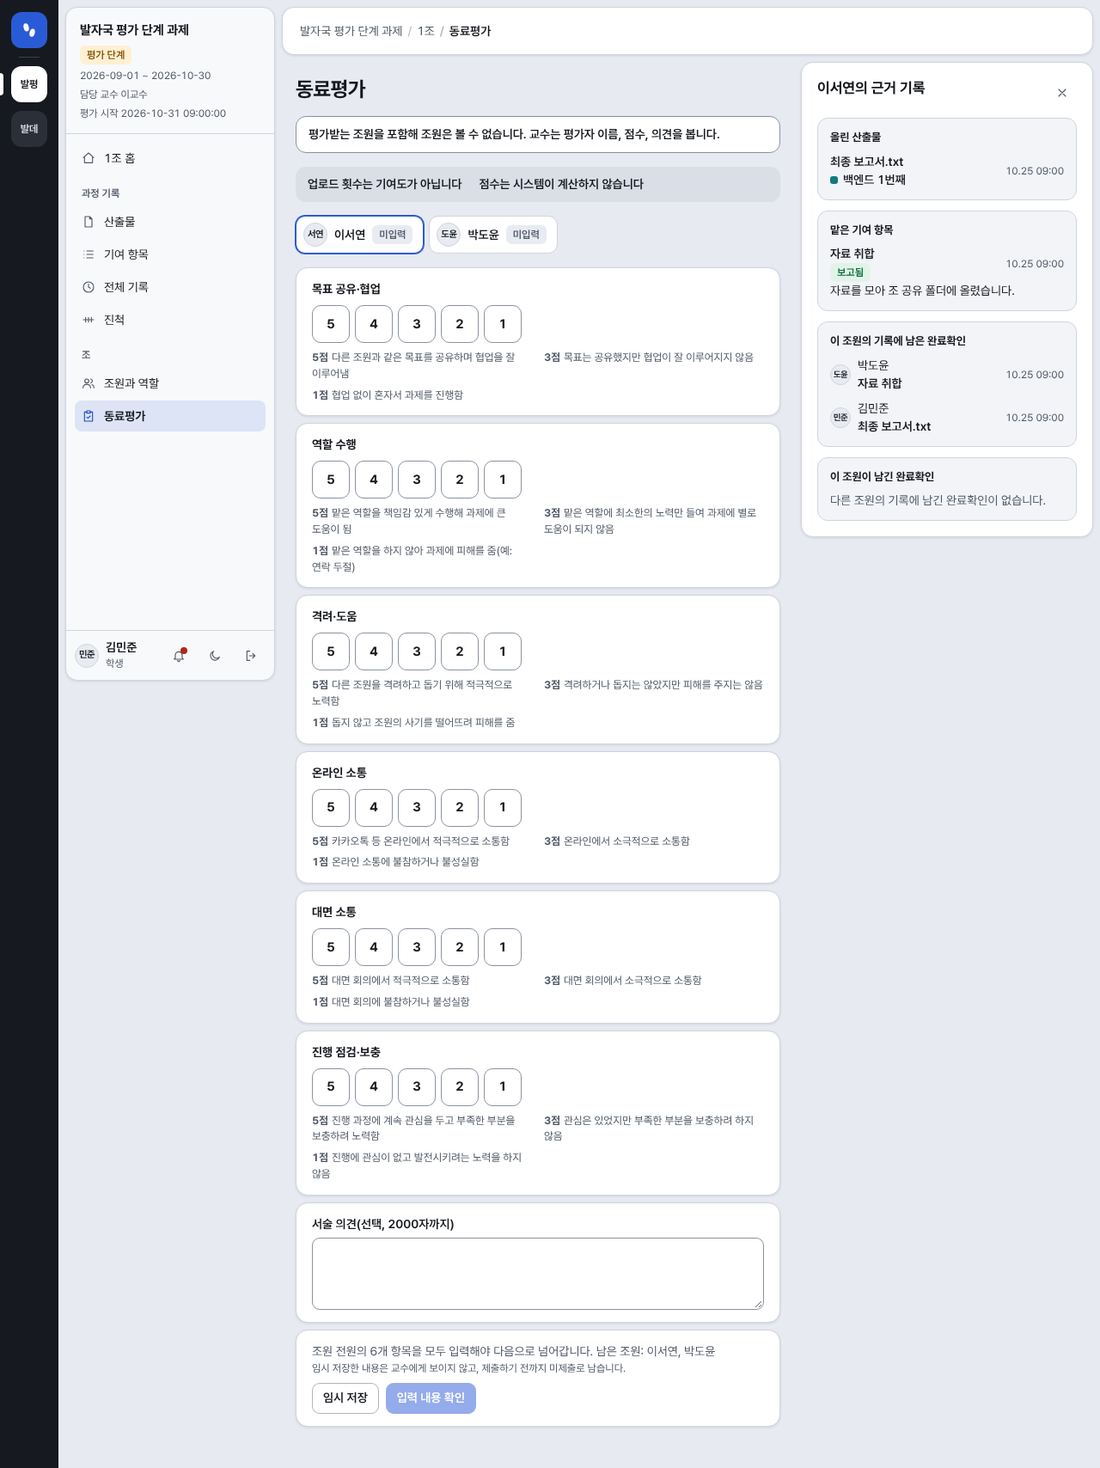 발평
발데
발자국 평가 단계 과제
평가 단계
2026-09-01 ~ 2026-10-30
담당 교수 이교수
평가 시작 2026-10-31 09:00:00
1조 홈
과정 기록
산출물
기여 항목
전체 기록
진척
조
조원과 역할
동료평가
민준
김민준
학생
발자국 평가 단계 과제 / 1조 / 동료평가
동료평가
평가받는 조원을 포함해 조원은 볼 수 없습니다. 교수는 평가자 이름, 점수, 의견을 봅니다.
업로드 횟수는 기여도가 아닙니다 점수는 시스템이 계산하지 않습니다
서연 이서연 미입력 도윤 박도윤 미입력
목표 공유·협업
5 4 3 2 1
5점 다른 조원과 같은 목표를 공유하며 협업을 잘
이루어냄
3점 목표는 공유했지만 협업이 잘 이루어지지 않음
1점 협업 없이 혼자서 과제를 진행함
역할 수행
5 4 3 2 1
5점 맡은 역할을 책임감 있게 수행해 과제에 큰
도움이 됨
3점 맡은 역할에 최소한의 노력만 들여 과제에 별로
도움이 되지 않음
1점 맡은 역할을 하지 않아 과제에 피해를 줌(예:
연락 두절)
격려·도움
5 4 3 2 1
5점 다른 조원을 격려하고 돕기 위해 적극적으로
노력함
3점 격려하거나 돕지는 않았지만 피해를 주지는 않음
1점 돕지 않고 조원의 사기를 떨어뜨려 피해를 줌
온라인 소통
5 4 3 2 1
5점 카카오톡 등 온라인에서 적극적으로 소통함
3점 온라인에서 소극적으로 소통함
1점 온라인 소통에 불참하거나 불성실함
대면 소통
5 4 3 2 1
5점 대면 회의에서 적극적으로 소통함
3점 대면 회의에서 소극적으로 소통함
1점 대면 회의에 불참하거나 불성실함
진행 점검·보충
5 4 3 2 1
5점 진행 과정에 계속 관심을 두고 부족한 부분을
보충하려 노력함
3점 관심은 있었지만 부족한 부분을 보충하려 하지
않음
1점 진행에 관심이 없고 발전시키려는 노력을 하지
않음
서술 의견(선택, 2000자까지)
조원 전원의 6개 항목을 모두 입력해야 다음으로 넘어갑니다. 남은 조원: 이서연, 박도윤
임시 저장한 내용은 교수에게 보이지 않고, 제출하기 전까지 미제출로 남습니다.
임시 저장 입력 내용 확인
이서연의 근거 기록
올린 산출물
최종 보고서.txt
백엔드 1번째
10.25 09:00
맡은 기여 항목
자료 취합
보고됨
자료를 모아 조 공유 폴더에 올렸습니다.
10.25 09:00
이 조원의 기록에 남은 완료확인
도윤
박도윤
자료 취합
10.25 09:00
민준
김민준
최종 보고서.txt
10.25 09:00
이 조원이 남긴 완료확인
다른 조원의 기록에 남긴 완료확인이 없습니다.